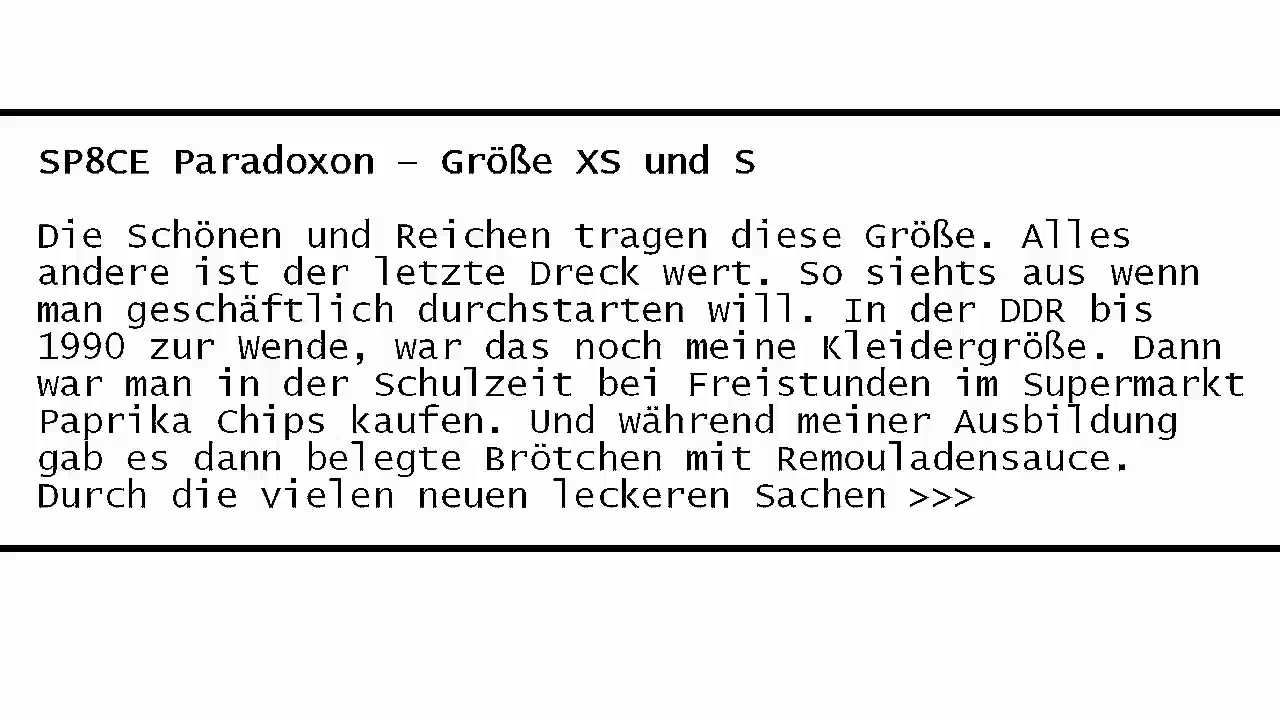 SP8CE Paradoxon – Größe XS und S
Die Schönen und Reichen tragen diese Größe. Alles
andere ist der letzte Dreck wert. So siehts aus wenn
man geschäftlich durchstarten will. In der DDR bis
1990 zur Wende, war das noch meine Kleidergröße. Dann
war man in der Schulzeit bei Freistunden im Supermarkt
Paprika Chips kaufen. Und während meiner Ausbildung
gab es dann belegte Brötchen mit Remouladensauce.
Durch die vielen neuen leckeren Sachen >>>